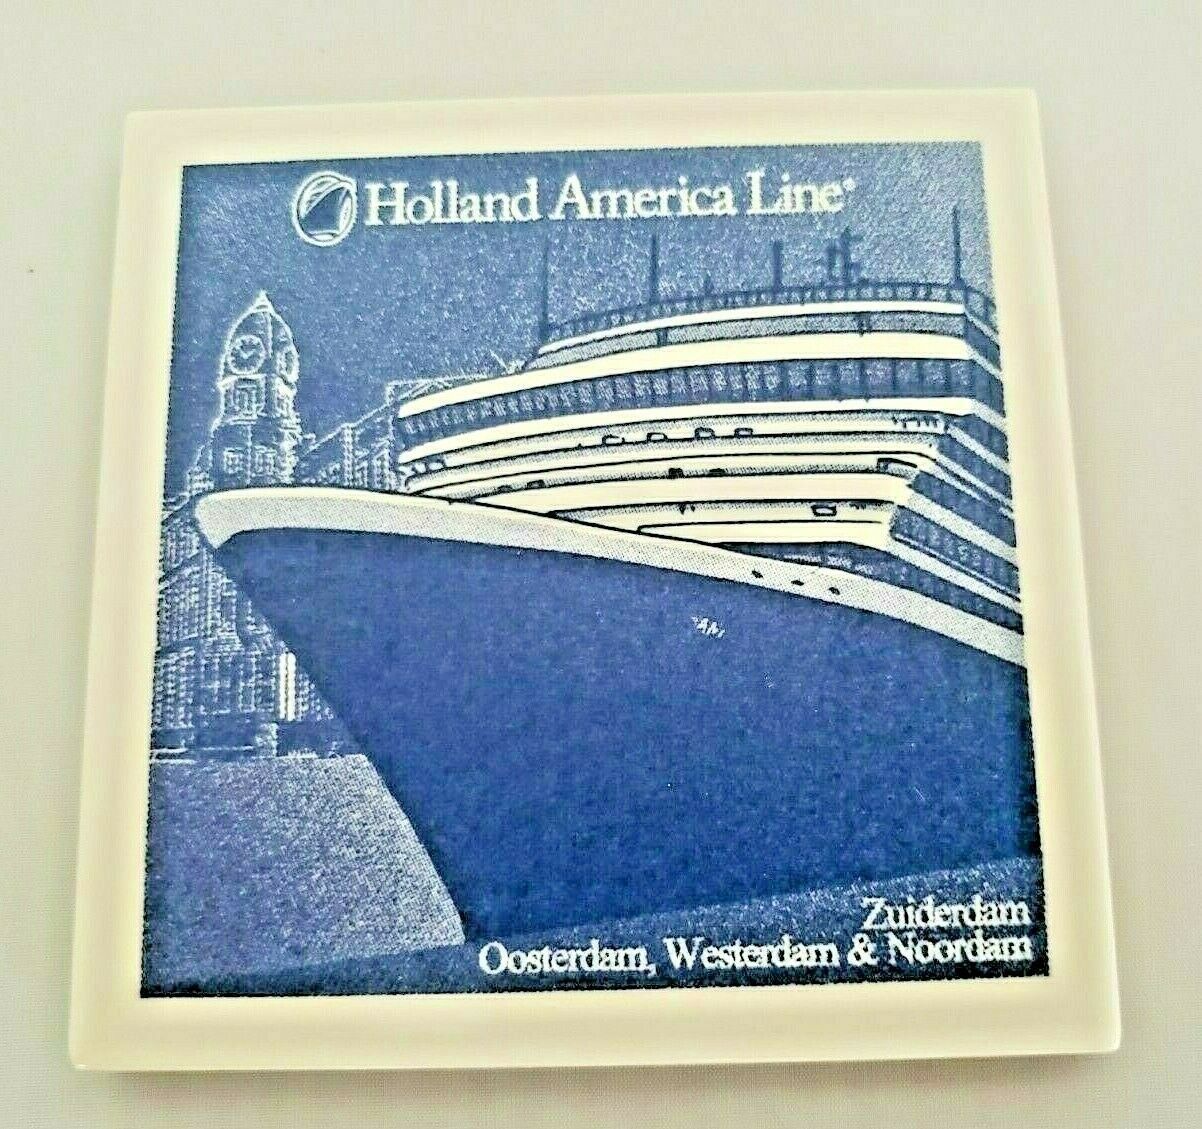 Holland America Line®
Zuiderdam
Oosterdam, Westerdam & Noordam